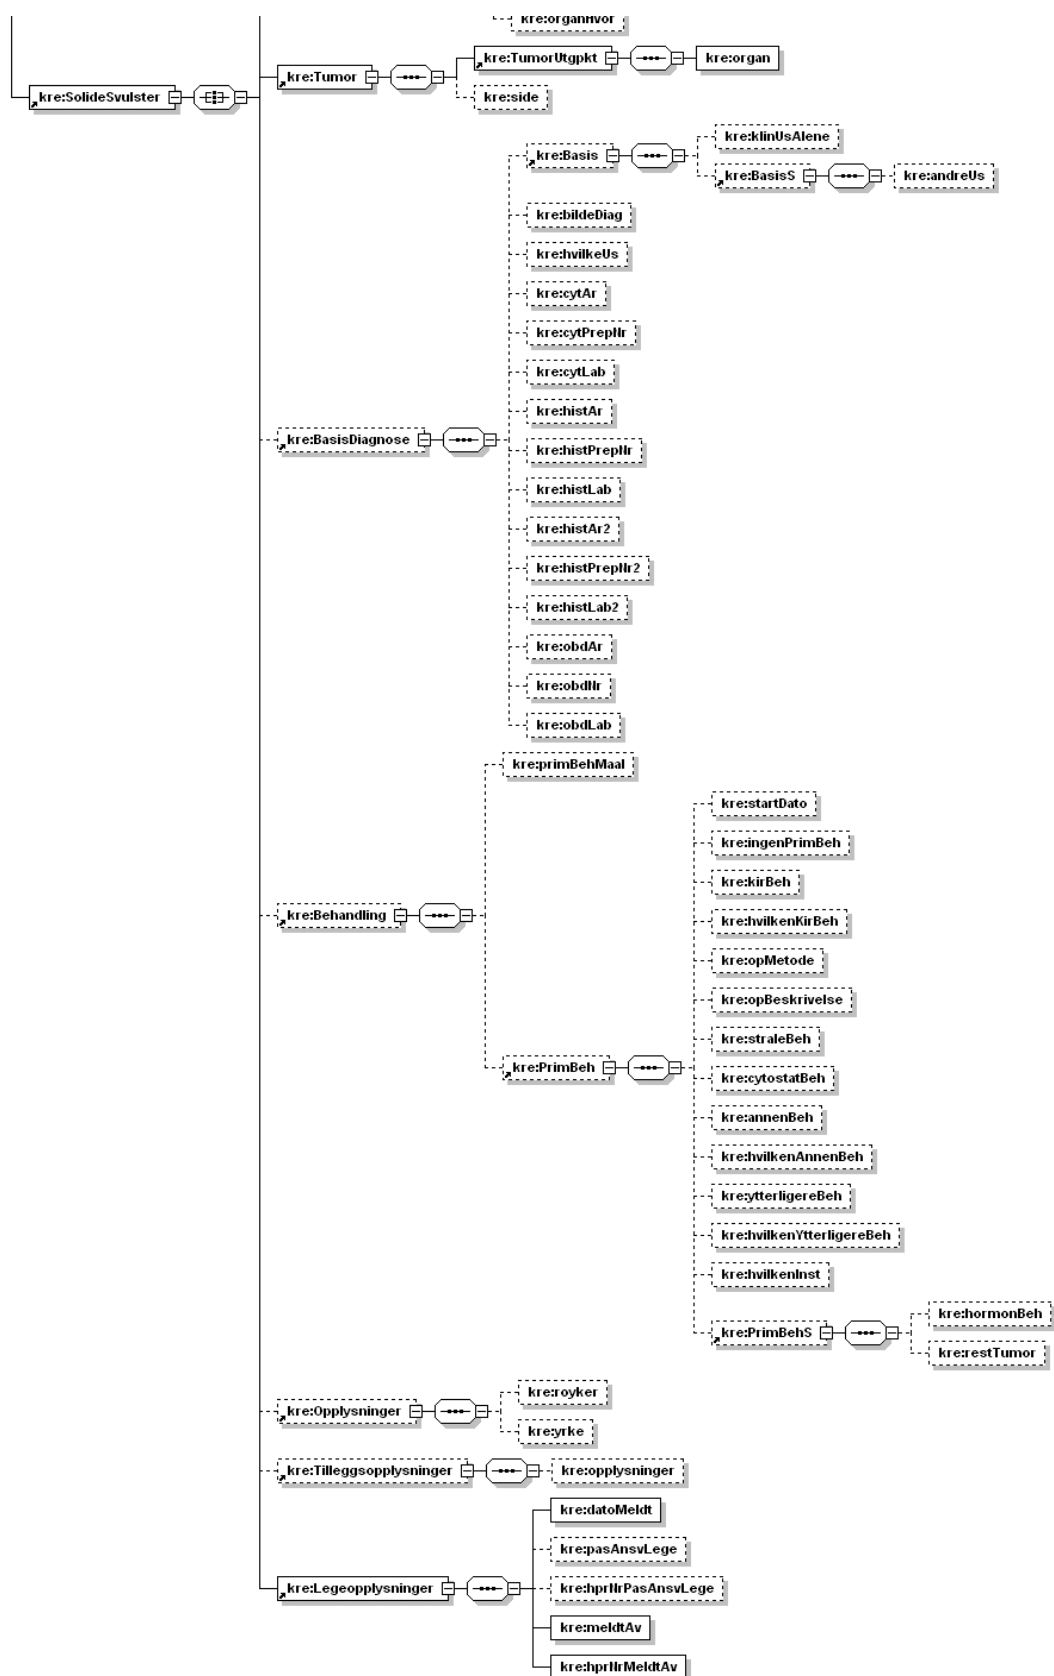 kre:organHvor
kre:Tumor
kre:TumorUtgpkt
kre:organ
kre:SolideSvulster
kre:side
kre:klinUsAlene
kre:Basis
kre:BasisS
kre:andreUs
kre:bildeDiag
kre:hvilkeUs
kre:cytAr
kre:cytPrepNr
kre:cytLab
kre:histAr
kre:BasisDiagnose
kre:histPrepNr
kre:histLab
kre:histAr2
kre:histPrepNr2
kre:histLab2
kre:obdAr
kre:obdNr
kre:obdLab
kre:primBehMaal
kre:startDato
kre:ingenPrimBeh
kre:kirBeh
kre:Behandling
kre:hvilkenKirBeh
kre:opMetode
kre:opBeskrivelse
kre:straleBeh
kre:PrimBeh
kre:cytostatBeh
kre:annenBeh
kre:hvilkenAnnenBeh
kre:ytterligereBeh
kre:hvilkenYtterligereBeh
kre:hvilkenInst
kre:PrimBehS
kre:hormonBeh
kre:restTumor
kre:Opplysninger
kre:royker
kre:yrke
kre:Tilleggsopplysninger
kre:opplysninger
kre:datoMeldt
kre:pasAnsvLege
kre:Legeopplysninger
kre:hprNrPasAnsvLege
kre:meldtAv
kre:hprNrMeldtAv